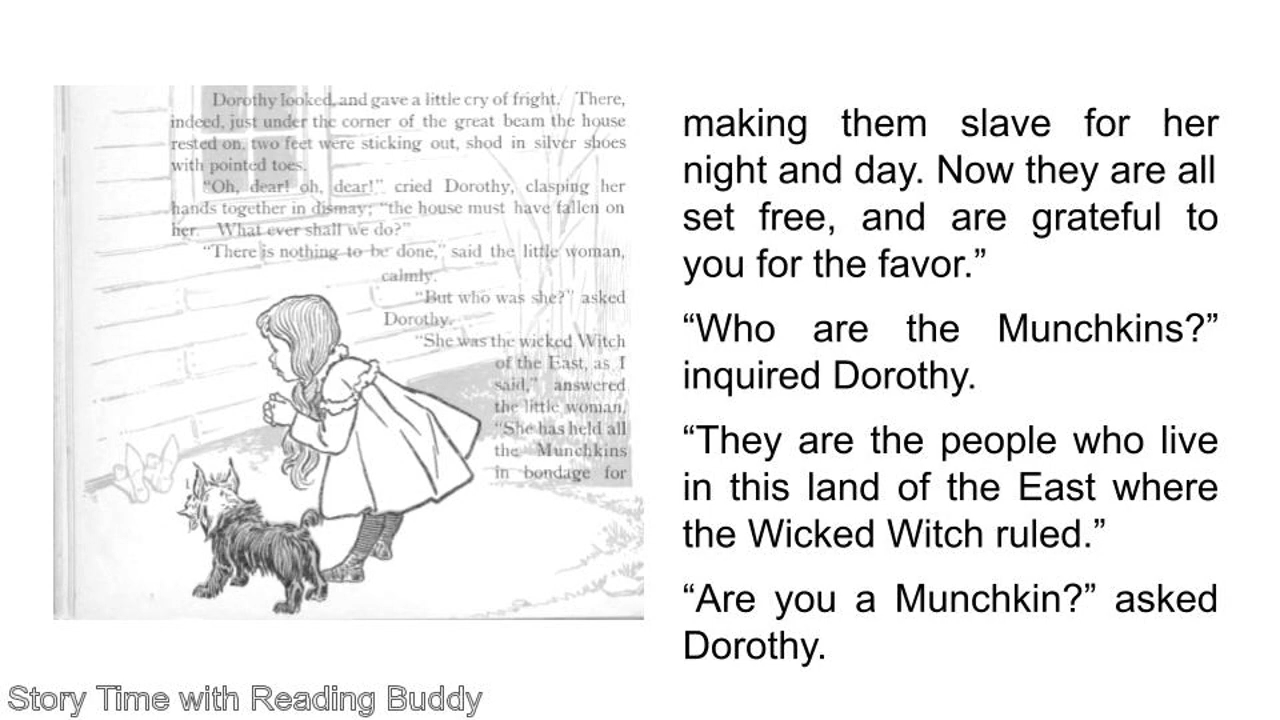 Dorothy looked, and gave a little cry of fright. There,
indeed, just under the corner of the great beam the house
rested on, two feet were sticking out, shod in silver shoes
with pointed toes.
"Oh, dear! oh, dear!" cried Dorothy, clasping her
hands together in dismay; "the house must have fallen on
her. What ever shall we do?"
"There is nothing to be done," said the little woman,
calmly.
"But who was she?" asked
Dorothy.
"She was the wicked Witch
of the East, as I
said," answered
the little woman.
"She has held all
the Munchkins
in bondage for
making them slave for her
night and day. Now they are all
set free, and are grateful to
you for the favor.”
“Who are the Munchkins?”
inquired Dorothy.
“They are the people who live
in this land of the East where
the Wicked Witch ruled.”
“Are you a Munchkin?” asked
Dorothy.
Story Time with Reading Buddy